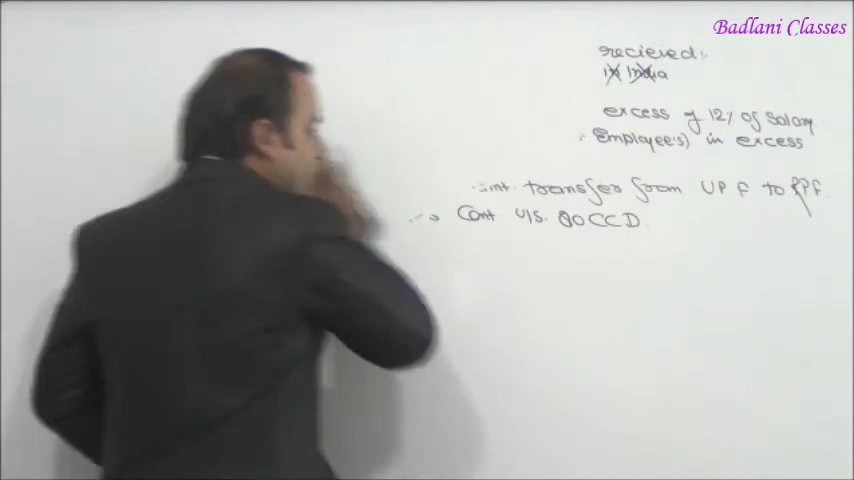 Badlani Classes
recieved:
in India
excess of 12% of salary
Employee's) in excess
transfer from UPF to RPF.
Cont U/S. 80CCD